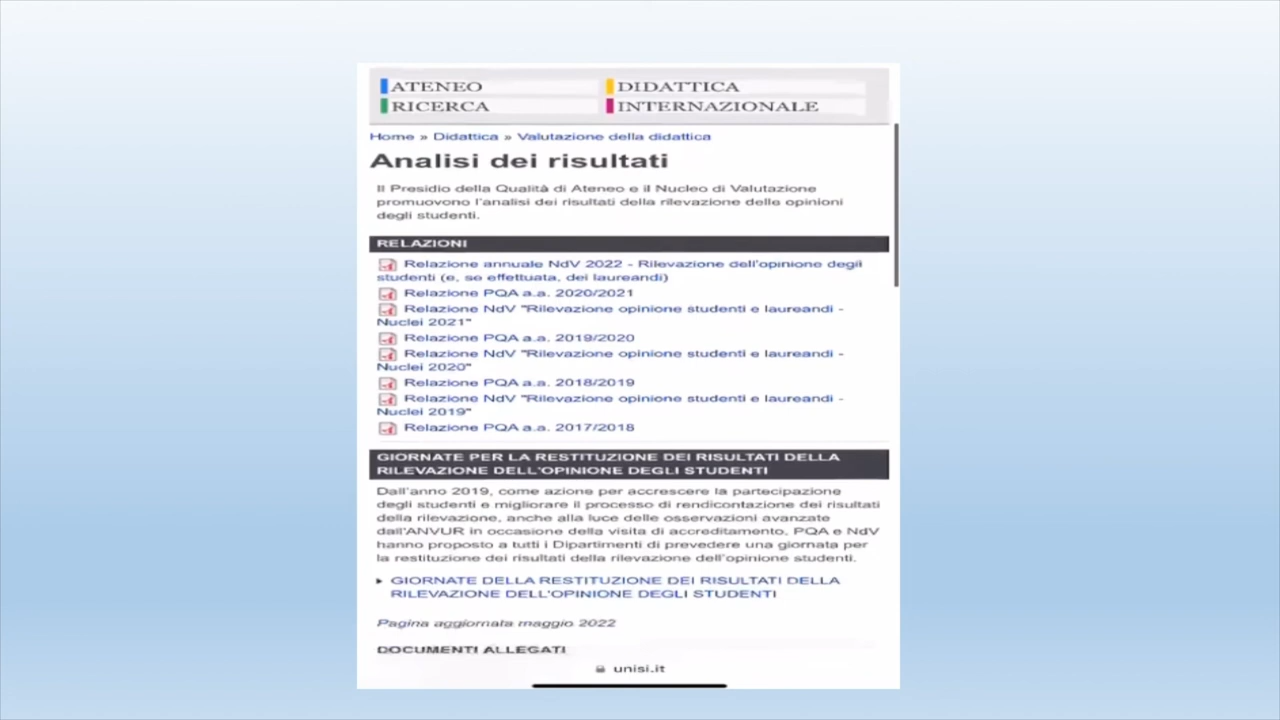 ATENEO
DIDATTICA
RICERCA
INTERNAZIONALE
Home » Didattica » Valutazione della didattica
Analisi dei risultati
Il Presidio della Qualità di Ateneo e il Nucleo di Valutazione
promuovono l'analisi dei risultati della rilevazione delle opinioni
degli studenti.
RELAZIONI
Relazione annuale NdV 2022 - Rilevazione dell'opinione degli
studenti (e, se effettuata, dei laureandi)
Relazione PQA a.a. 2020/2021
Relazione NdV "Rilevazione opinione studenti e laureandi -
Nuclei 2021"
Relazione PQA a.a. 2019/2020
Relazione NdV "Rilevazione opinione studenti e laureandi -
Nuclei 2020"
Relazione PQA a.a. 2018/2019
Relazione NdV "Rilevazione opinione studenti e laureandi -
Nuclei 2019"
Relazione PQA a.a. 2017/2018
GIORNATE PER LA RESTITUZIONE DEI RISULTATI DELLA
RILEVAZIONE DELL'OPINIONE DEGLI STUDENTI
Dall'anno 2019, come azione per accrescere la partecipazione
degli studenti e migliorare il processo di rendicontazione dei risultati
della rilevazione, anche alla luce delle osservazioni avanzate
dall'ANVUR in occasione della visita di accreditamento, PQA e NdV
hanno proposto a tutti i Dipartimenti di prevedere una giornata per
la restituzione dei risultati della rilevazione dell'opinione studenti.
GIORNATE DELLA RESTITUZIONE DEI RISULTATI DELLA
RILEVAZIONE DELL'OPINIONE DEGLI STUDENTI
Pagina aggiornata maggio 2022
DOCUMENTI ALLEGATI
unisi.it